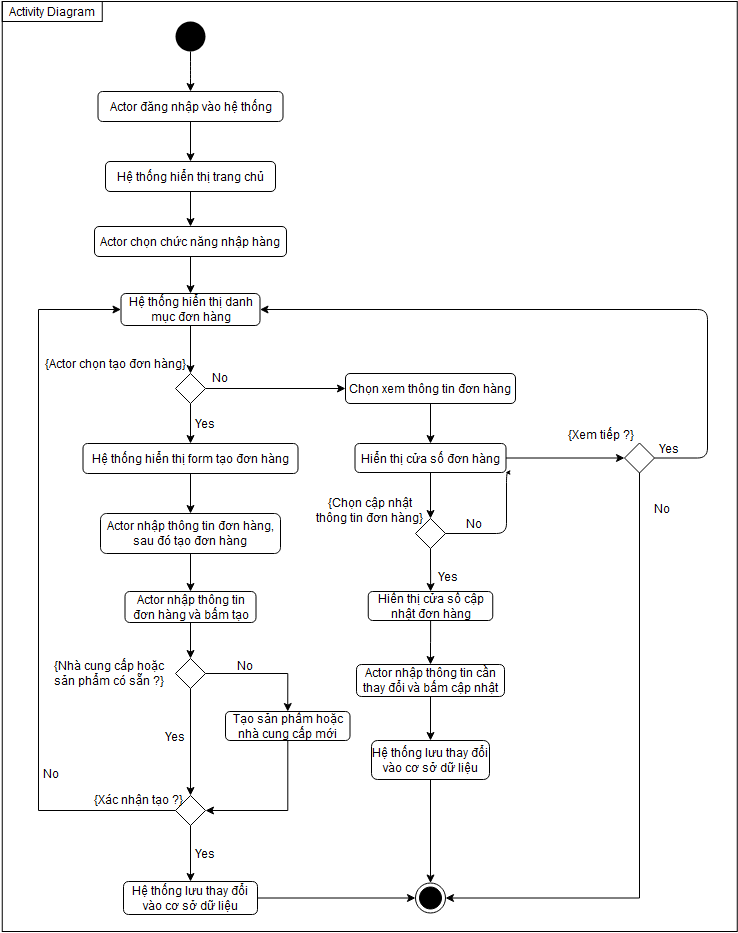 Activity Diagram
Actor đăng nhập vào hệ thống
Hệ thống hiển thị trang chủ
Actor chọn chức năng nhập hàng
Hệ thống hiển thị danh
mục đơn hàng
{Actor chọn tạo đơn hàng}
No
Chọn xem thông tin đơn hàng
Yes
{Xem tiếp ?}
Yes
Hệ thống hiển thị form tạo đơn hàng
Hiển thị cửa sổ đơn hàng
No
{Chọn cập nhật
thông tin đơn hàng}
No
Actor nhập thông tin đơn hàng,
sau đó tạo đơn hàng
Yes
Actor nhập thông tin
đơn hàng và bấm tạo
Hiển thị cửa sổ cập
nhật đơn hàng
{Nhà cung cấp hoặc
sản phẩm có sẵn ?}
No
Actor nhập thông tin cần
thay đổi và bấm cập nhật
Tạo sản phẩm hoặc
nhà cung cấp mới
Yes
Hệ thống lưu thay đổi
vào cơ sở dữ liệu
No
{Xác nhận tạo ?}
Yes
Hệ thống lưu thay đổi
vào cơ sở dữ liệu